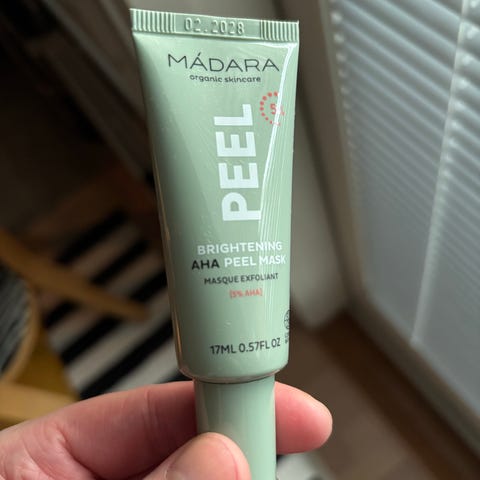 02.2028
MÁDARA
organic skincare
5%
PEEL
BRIGHTENING
AHA PEEL MASK
MASQUE EXFOLIANT
[5% AHA]
17ML 0.57FL OZ